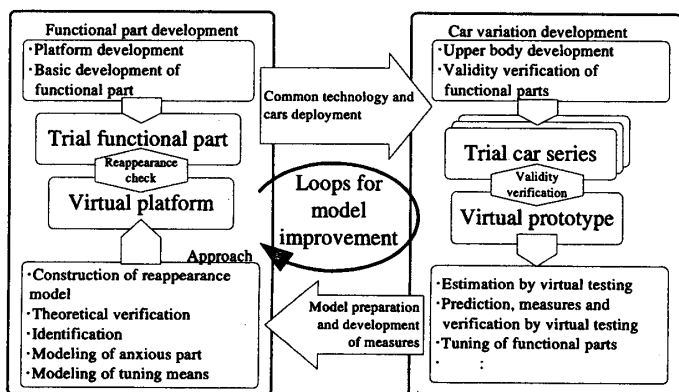 Functional part development
·Platform development
·Basic development of
functional part
Trial functional part
Reappearance
check
Virtual platform
Approach
·Construction of reappearance
model
·Theoretical verification
·Identification
·Modeling of anxious part
·Modeling of tuning means
Common technology and
cars deployment
Loops for
model
improvement
Model preparation
and development
of measures
Car variation development
·Upper body development
·Validity verification of
functional parts
Trial car series
Validity
verification
Virtual prototype
·Estimation by virtual testing
·Prediction, measures and
verification by virtual testing
·Tuning of functional parts
· :